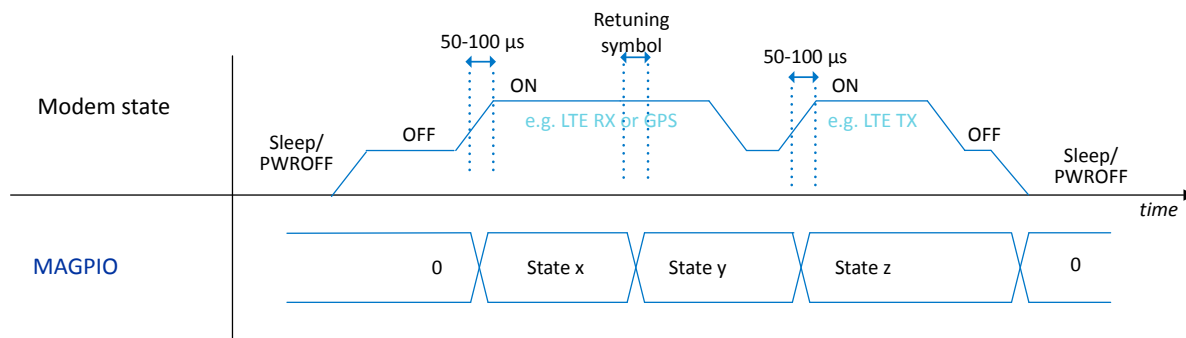 Retuning
symbol
50-100 µs
50-100 µs
ON
ON
Modem state
e.g. LTE RX or GPS
e.g. LTE TX
OFF
OFF
Sleep/
PWROFF
Sleep/
PWROFF
time
MAGPIO
0
State x
State y
State z
0